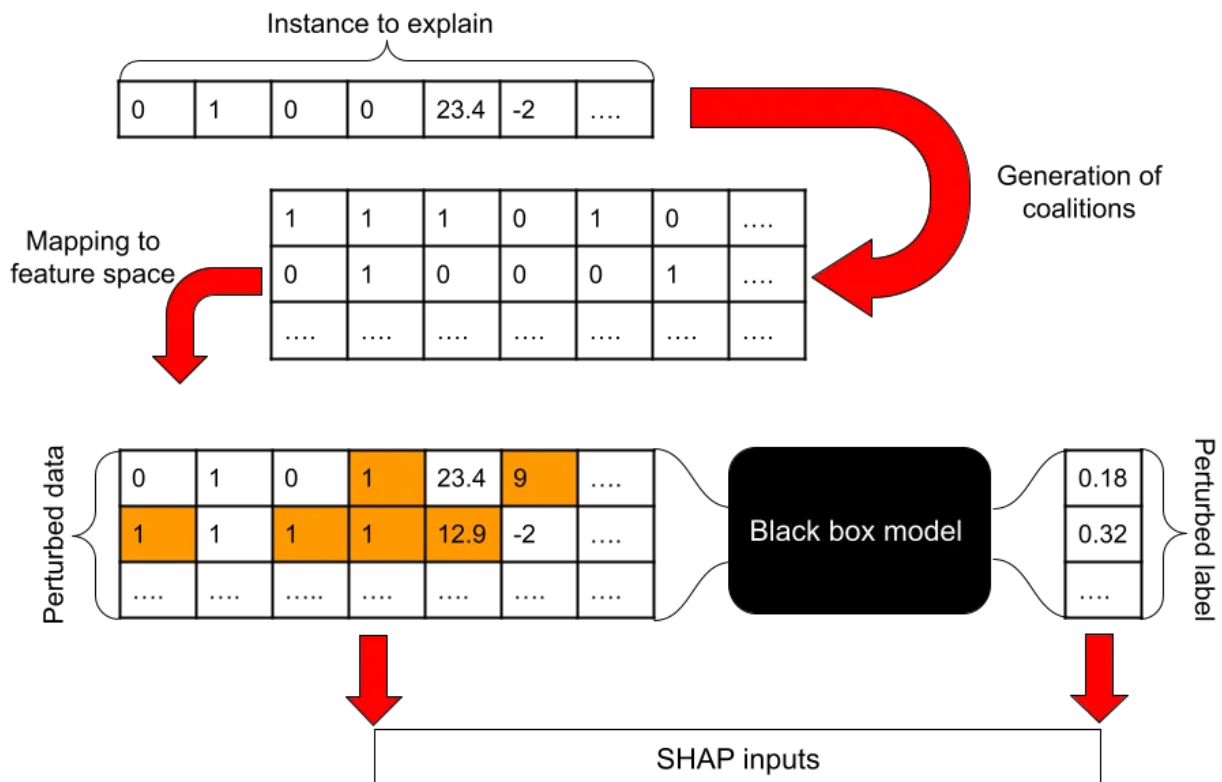 Instance to explain
0 1 0 0 23.4 -2 ....
Generation of
coalitions
1 1 1 0 1 0 ....
0 1 0 0 0 1 ....
.... .... .... .... .... .... ....
Mapping to
feature space
Perturbed data
0 1 0 1 23.4 9 ....
1 1 1 1 12.9 -2 ....
.... .... ..... .... .... .... ....
Black box model
0.18
0.32
....
Perturbed label
SHAP inputs